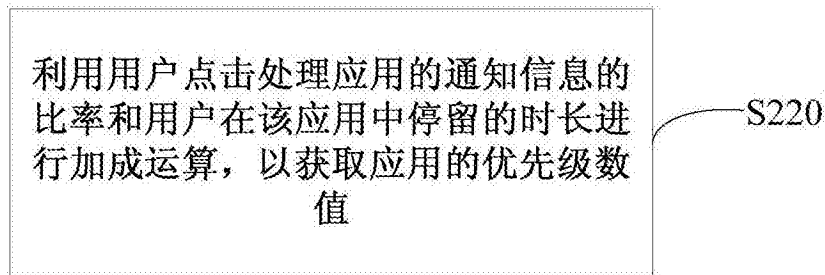 利用用户点击处理应用的通知信息的
比率和用户在该应用中停留的时长进
行加成运算，以获取应用的优先级数
值
S220